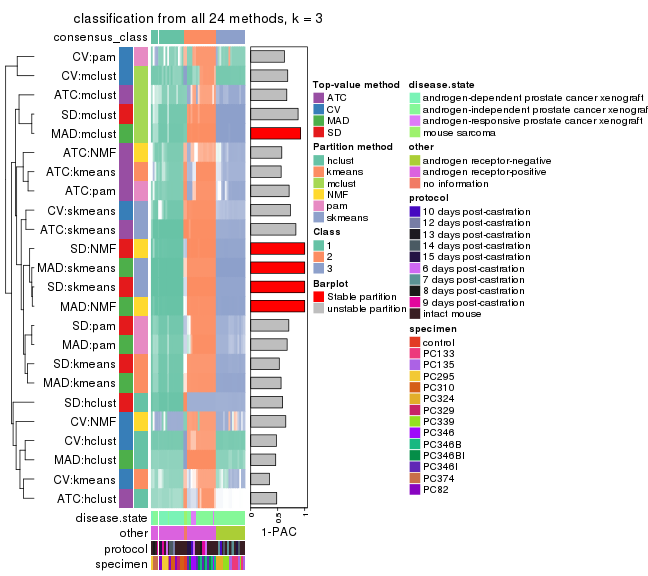 classification from all 24 methods, k = 3
consensus_class
CV:pam
CV:mclust
ATC:mclust
SD:mclust
MAD:mclust
ATC:NMF
ATC:kmeans
ATC:pam
CV:skmeans
ATC:skmeans
SD:NMF
MAD:skmeans
SD:skmeans
MAD:NMF
SD:pam
MAD:pam
SD:kmeans
MAD:kmeans
SD:hclust
CV:NMF
CV:hclust
MAD:hclust
CV:kmeans
ATC:hclust
disease.state
other
protocol
specimen
0
0.5
1
1-PAC
Top-value method
ATC
CV
MAD
SD
Partition method
hclust
kmeans
mclust
NMF
pam
skmeans
Class
1
2
3
Barplot
Stable partition
unstable partition
disease.state
androgen-dependent prostate cancer xenograft
androgen-independent prostate cancer xenograf
androgen-responsive prostate cancer xenograft
mouse sarcoma
other
androgen receptor-negative
androgen receptor-positive
no information
protocol
10 days post-castration
12 days post-castration
13 days post-castration
14 days post-castration
15 days post-castration
6 days post-castration
7 days post-castration
8 days post-castration
9 days post-castration
intact mouse
specimen
control
PC133
PC135
PC295
PC310
PC324
PC329
PC339
PC346
PC346B
PC346BI
PC346I
PC374
PC82